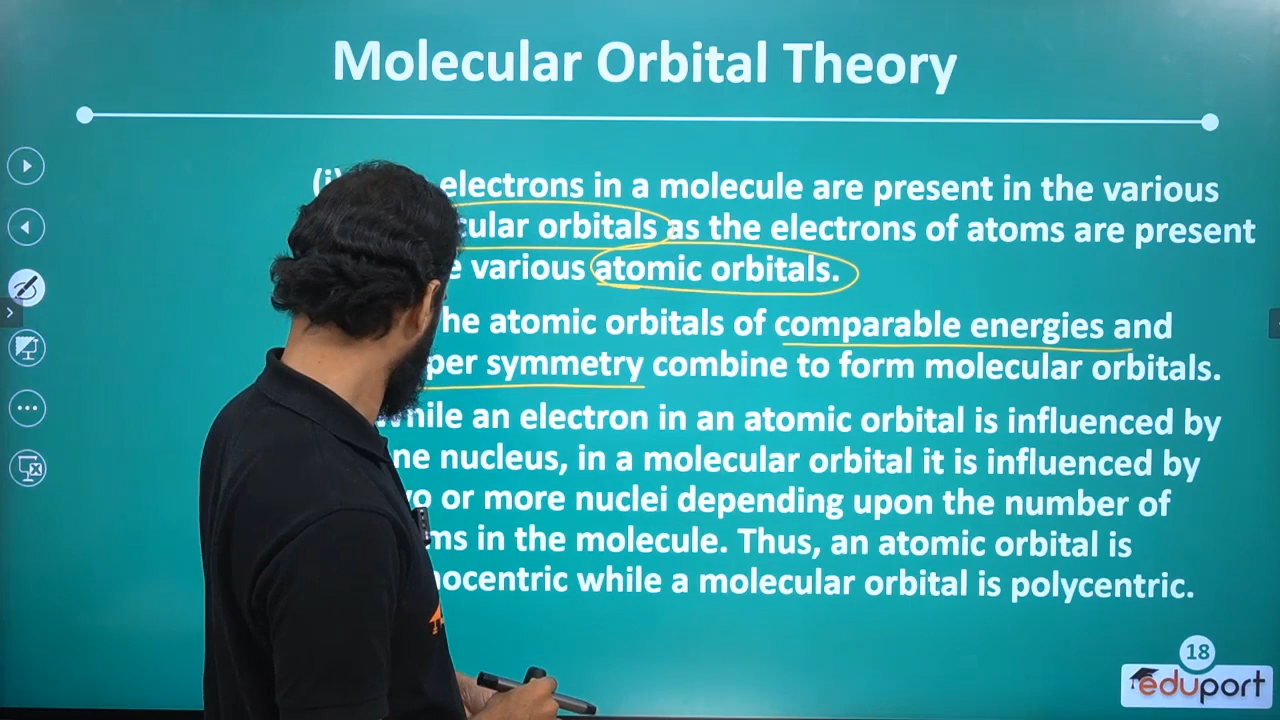 Molecular Orbital Theory
(i) electrons in a molecule are present in the various
cular orbitals as the electrons of atoms are present
various atomic orbitals.
he atomic orbitals of comparable energies and
per symmetry combine to form molecular orbitals.
hile an electron in an atomic orbital is influenced by
ne nucleus, in a molecular orbital it is influenced by
o or more nuclei depending upon the number of
ms in the molecule. Thus, an atomic orbital is
nocentric while a molecular orbital is polycentric.
18
eduport